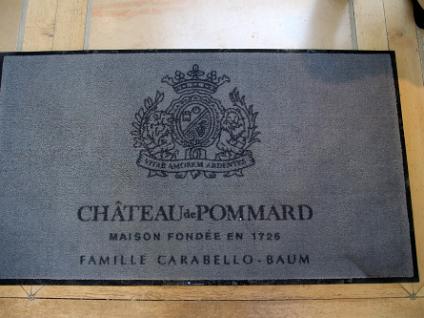 VITAE AMOREM ARDENTES
CHÂTEAU de POMMARD
MAISON FONDÉE EN 1726
FAMILLE CARABELLO-BAUM